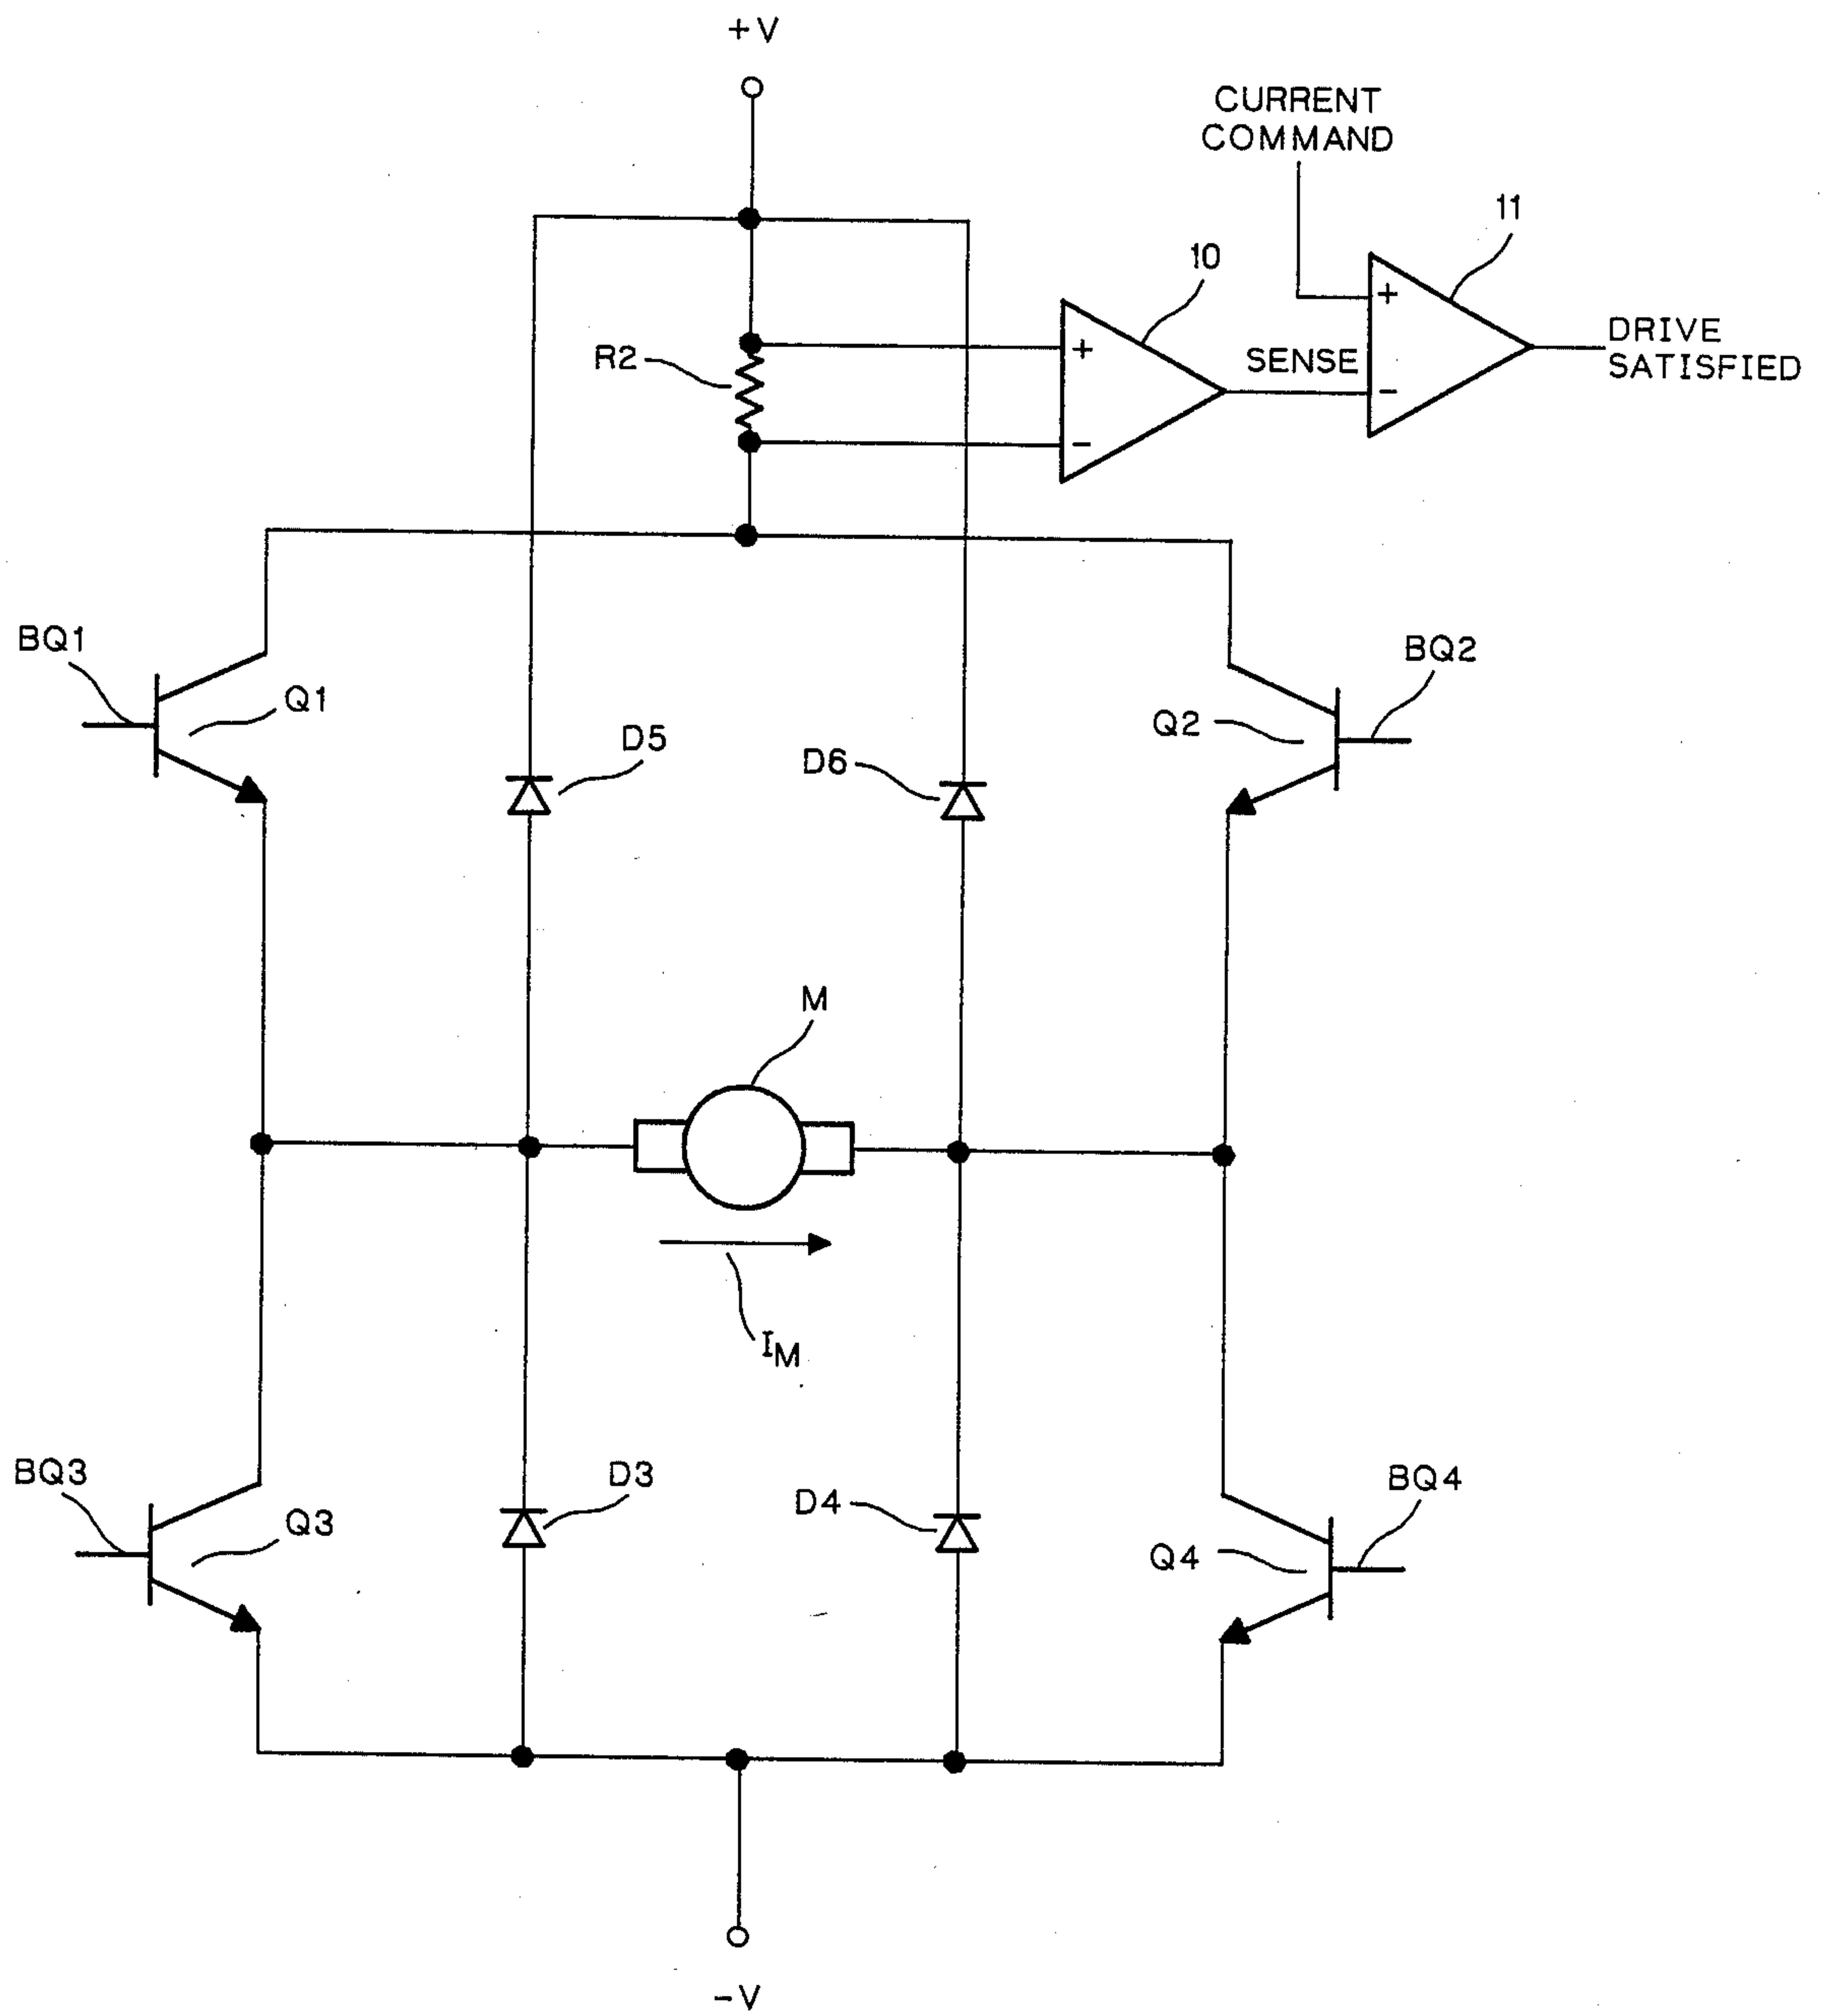 +V
CURRENT
COMMAND
11
10
+
+
R2
SENSE
DRIVE
SATISFIED
-
-
BQ1
BQ2
Q1
Q2
D5
D6
M
IM
BQ3
D3
BQ4
D4
Q3
Q4
-V